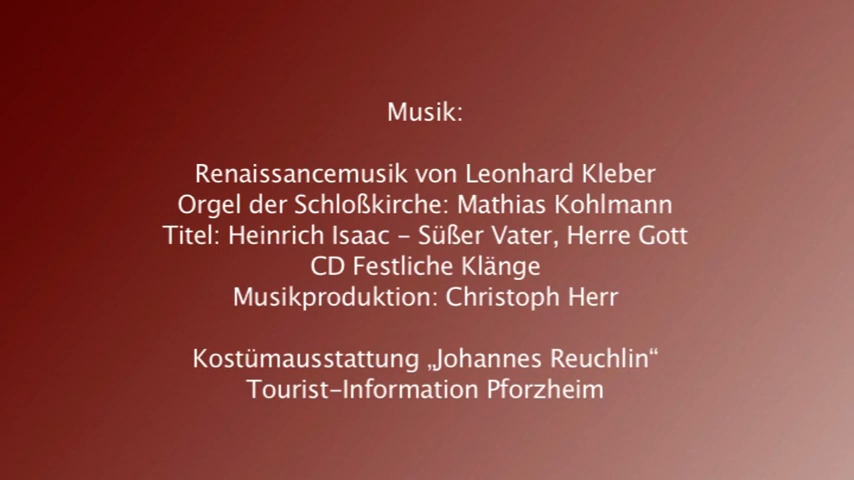 Musik:
Renaissancemusik von Leonhard Kleber
Orgel der Schloßkirche: Mathias Kohlmann
Titel: Heinrich Isaac - Süßer Vater, Herre Gott
CD Festliche Klänge
Musikproduktion: Christoph Herr
Kostümausstattung „Johannes Reuchlin“
Tourist-Information Pforzheim